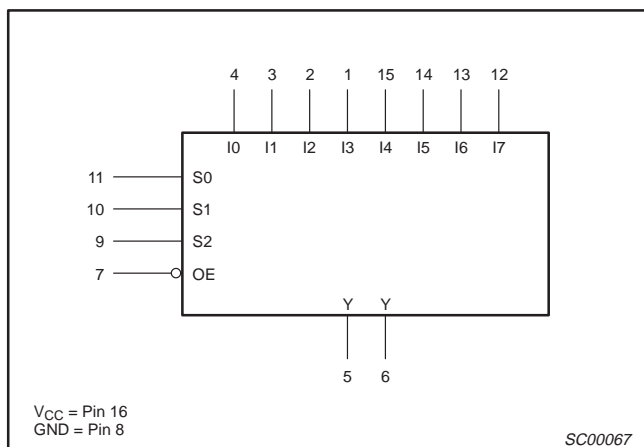 4 3 2 1 15 14 13 12
I0 I1 I2 I3 I4 I5 I6 I7
11 S0
10 S1
9 S2
7 OE
Y Y
5 6
VCC = Pin 16
GND = Pin 8
SC00067